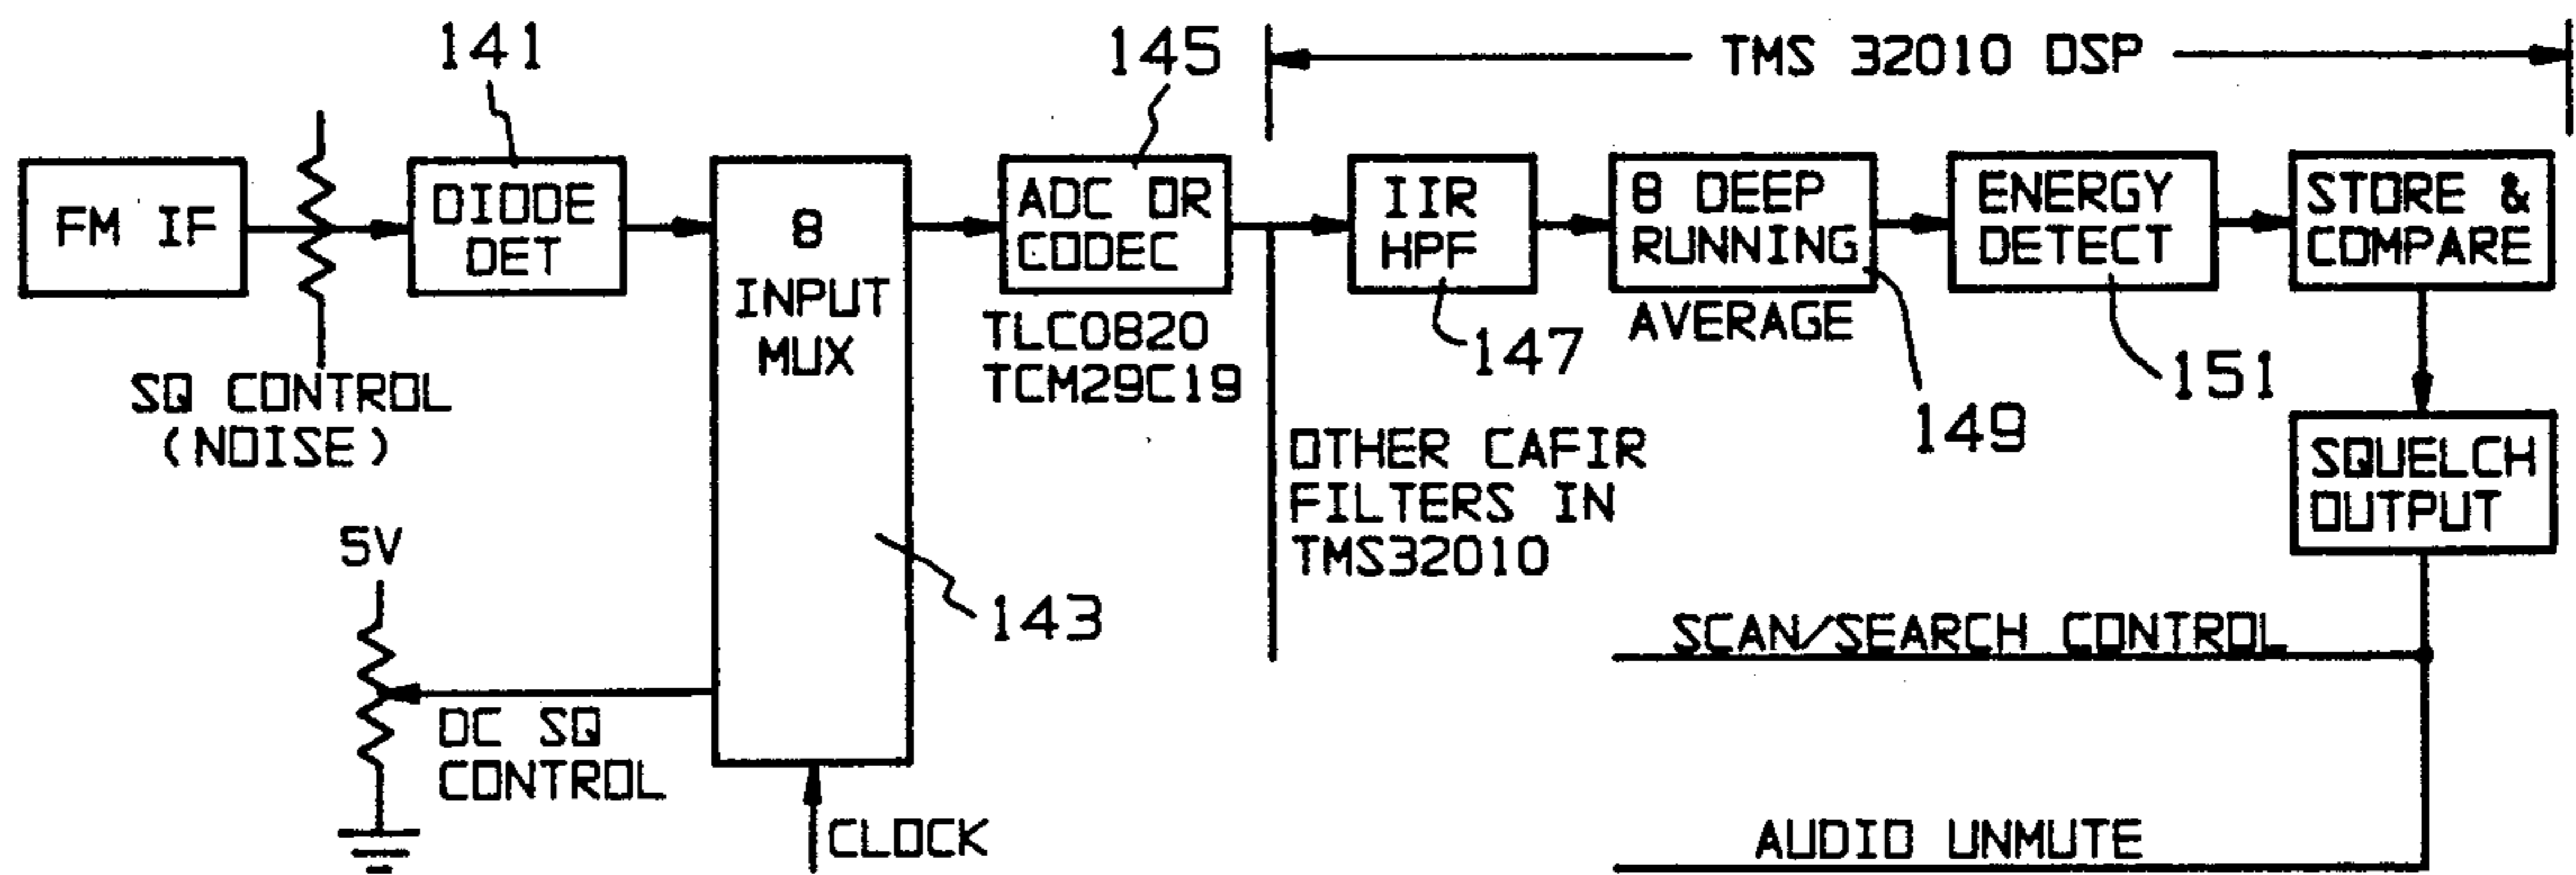 141
145
TMS 32010 DSP
FM IF
DIODE
DET
8
INPUT
MUX
ADC OR
CODEC
IIR
HPF
8 DEEP
RUNNING
AVERAGE
ENERGY
DETECT
STORE &
COMPARE
TLC0820
TCM29C19
147
149
151
SQ CONTROL
(NOISE)
OTHER CAFIR
FILTERS IN
TMS32010
SQUELCH
OUTPUT
5V
143
DC SQ
CONTROL
CLOCK
SCAN/SEARCH CONTROL
AUDIO UNMUTE